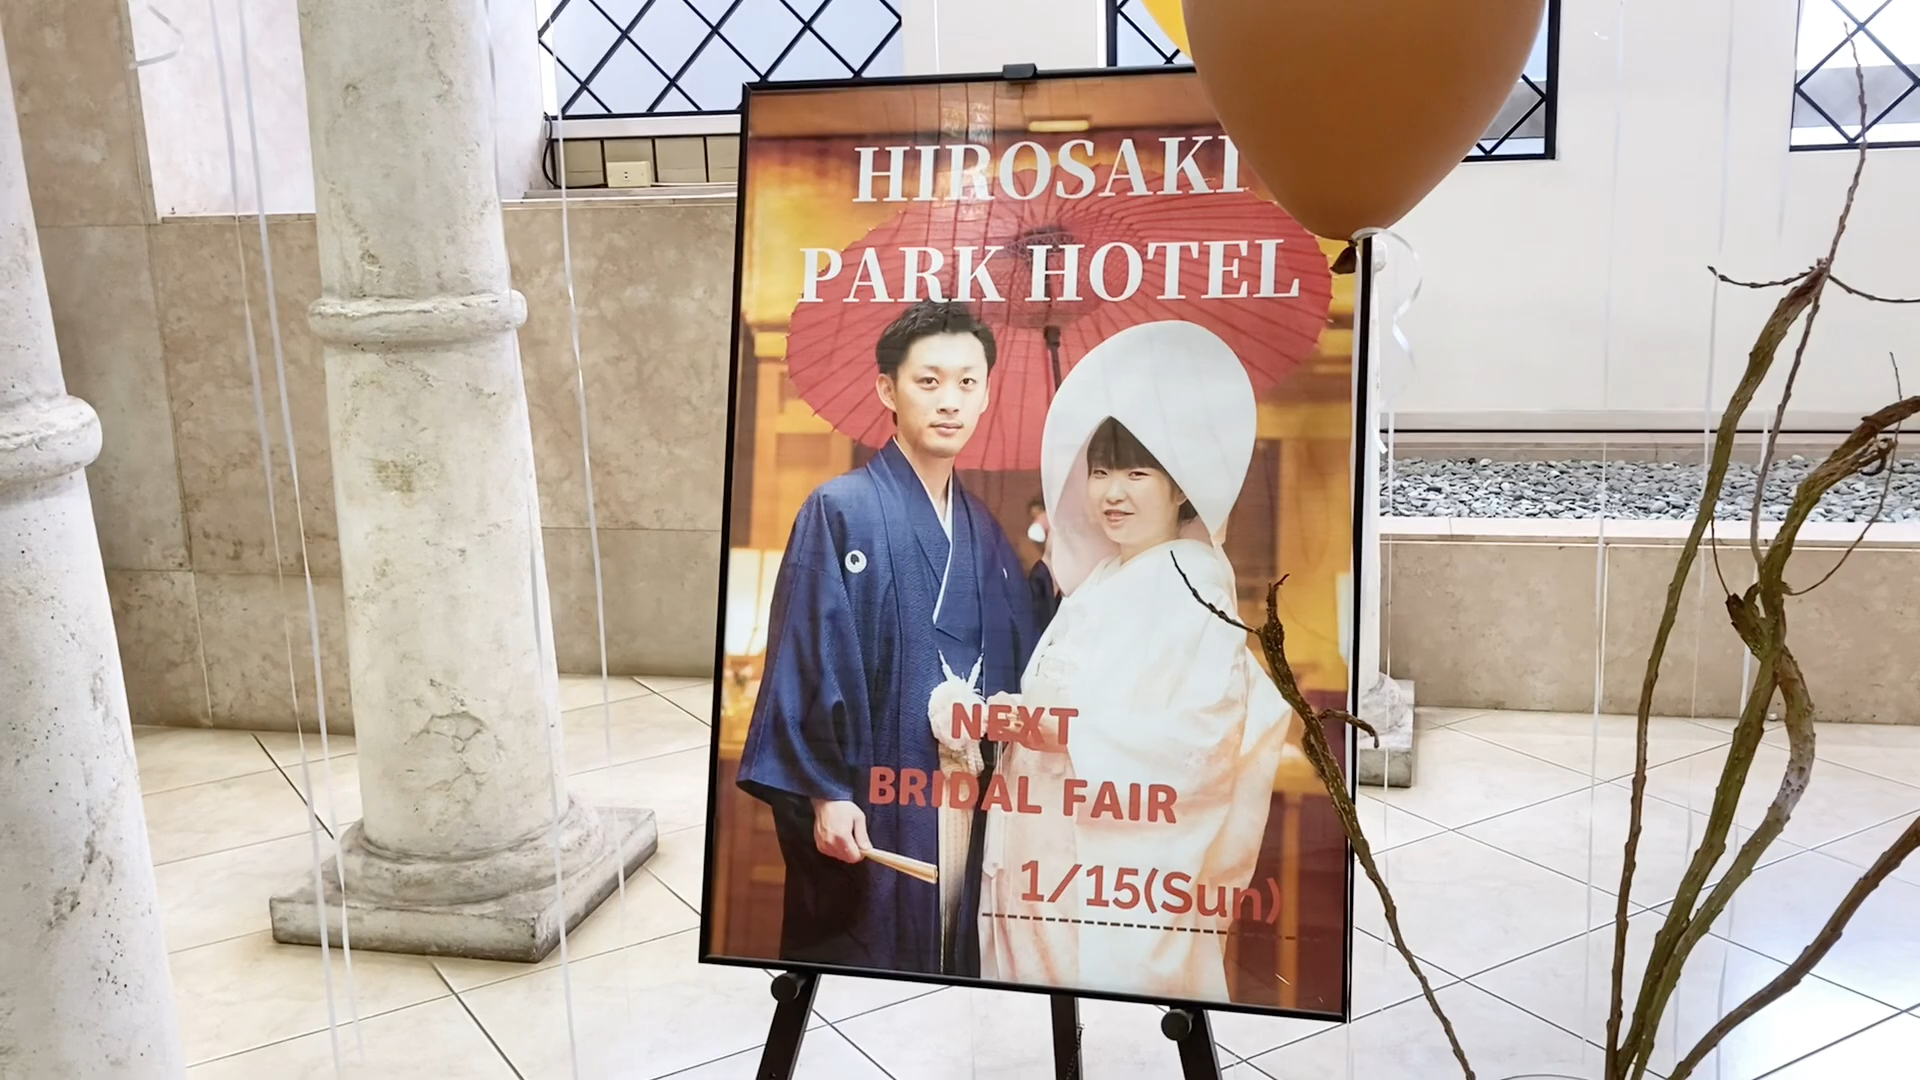 HIROSAKI
PARK HOTEL
NEXT
BRIDAL FAIR
1/15(Sun)